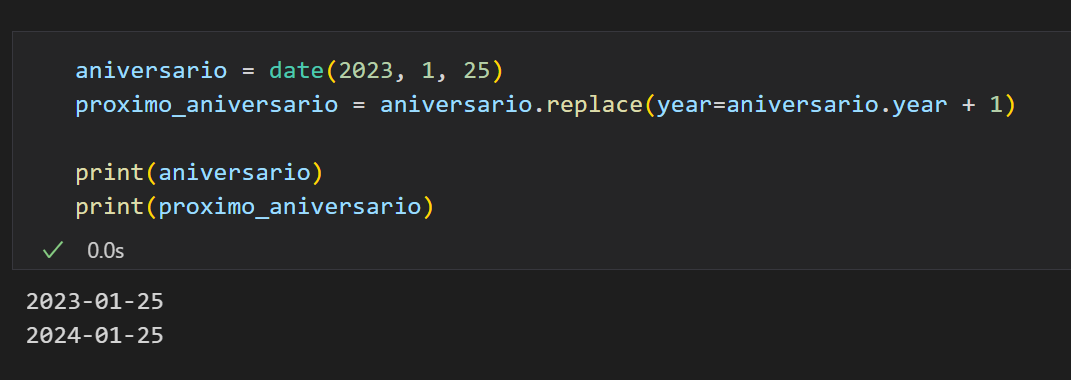 aniversario = date(2023, 1, 25)
proximo_aniversario = aniversario.replace(year=aniversario.year + 1)
print(aniversario)
print(proximo_aniversario)
0.0s
2023-01-25
2024-01-25